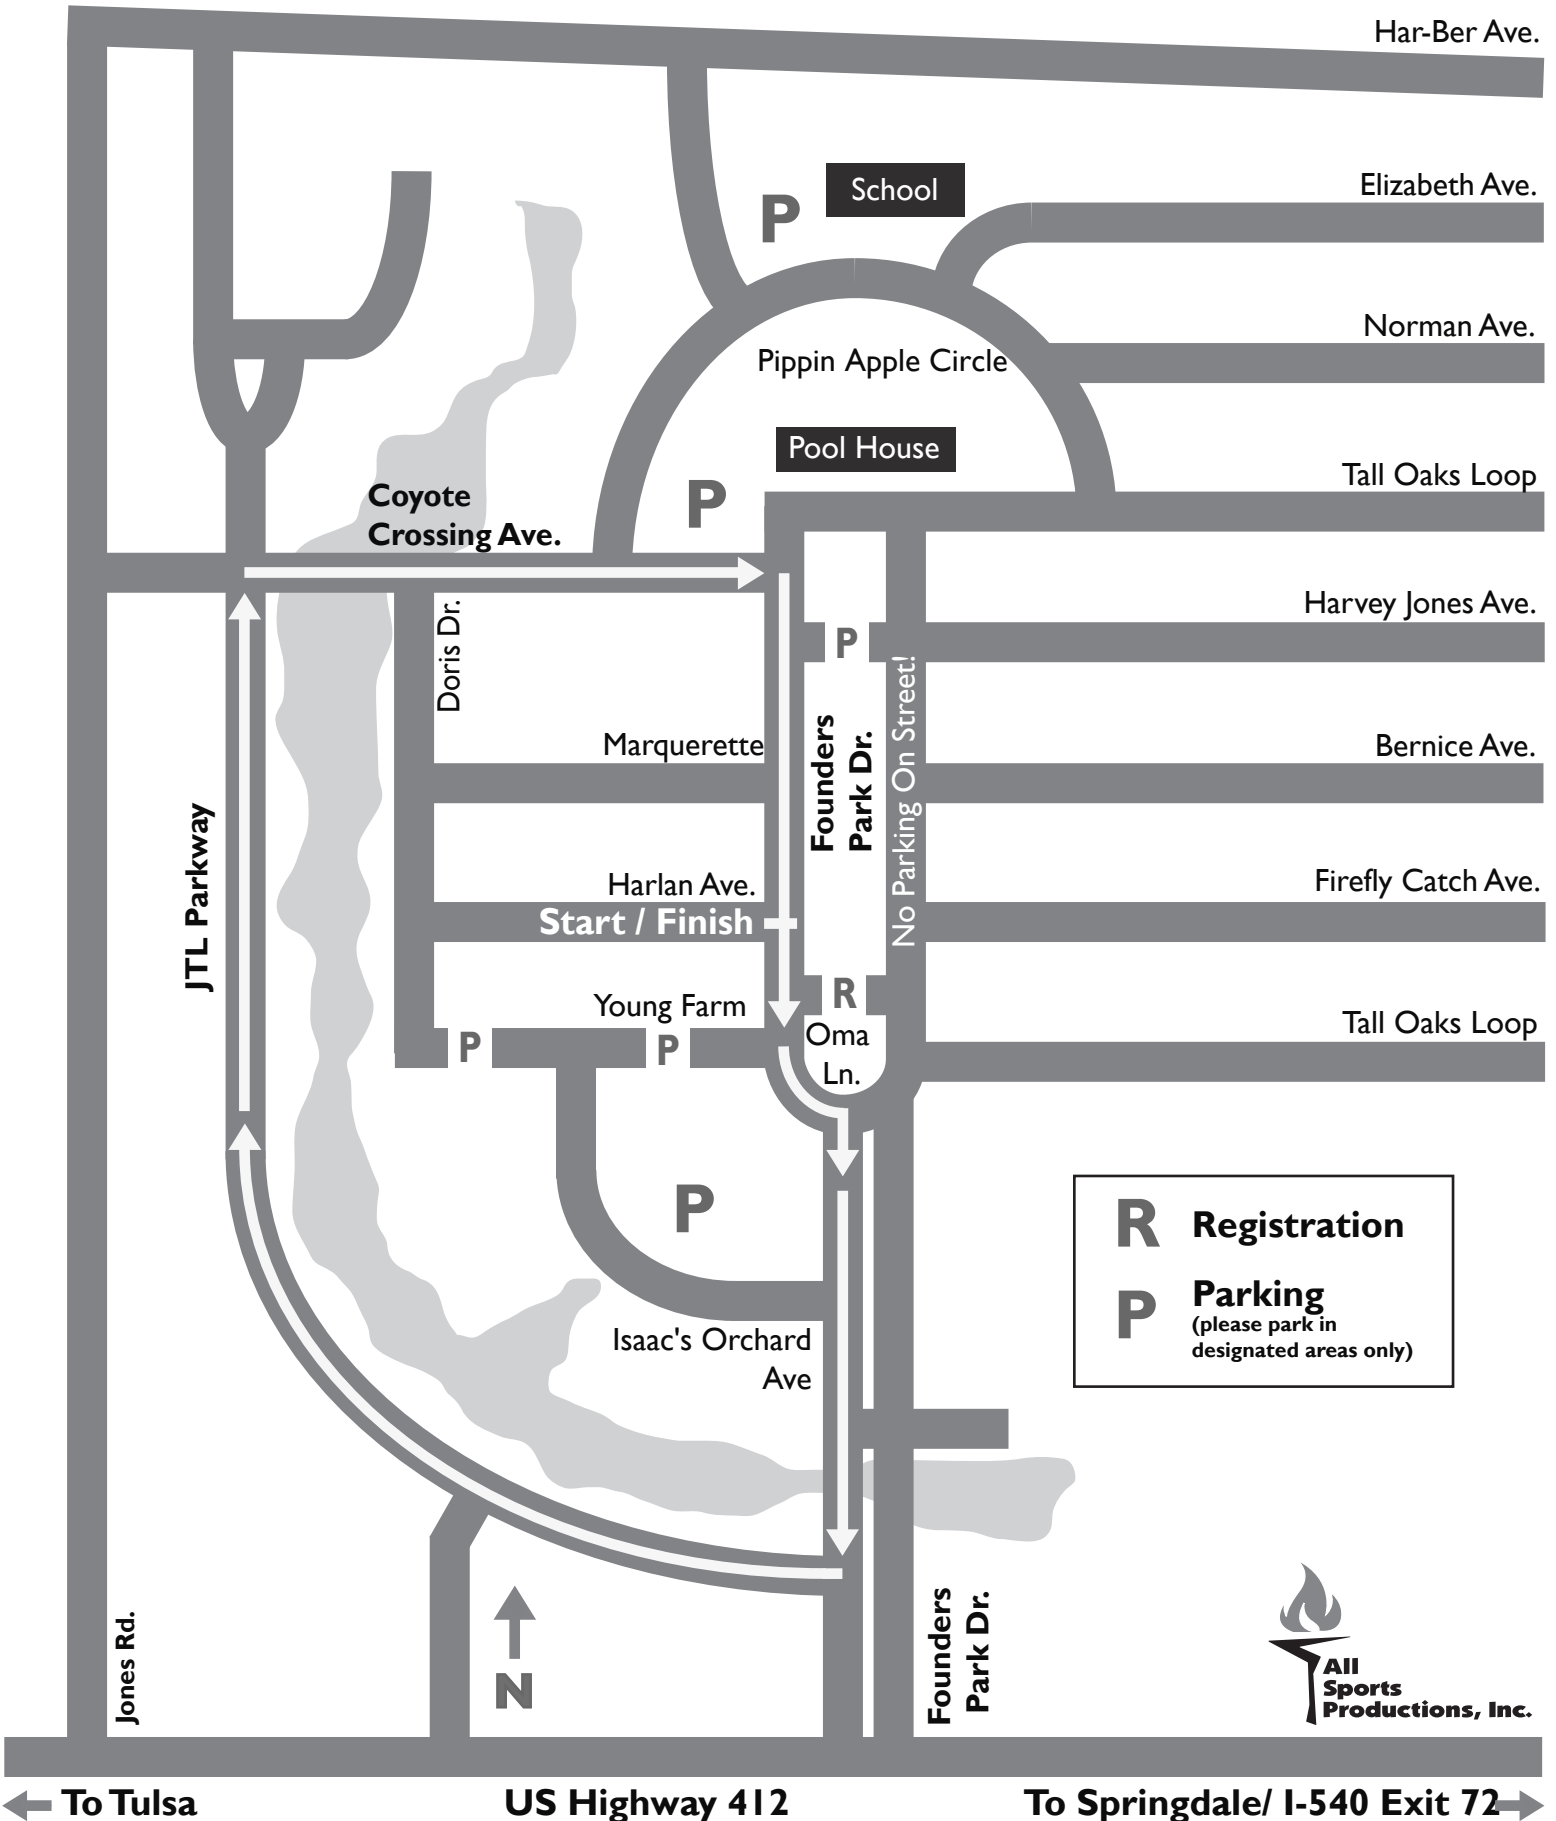 Har-Ber Ave.
P
School
Elizabeth Ave.
Norman Ave.
Pippin Apple Circle
Pool House
Tall Oaks Loop
P
Coyote
Crossing Ave.
Doris Dr.
P
Harvey Jones Ave.
No Parking On Street!
Founders
Park Dr.
Marquerette
Bernice Ave.
JTL Parkway
Harlan Ave.
Start / Finish
Firefly Catch Ave.
Young Farm
R
Oma
Ln.
P
P
Tall Oaks Loop
P
R Registration
P Parking
(please park in
designated areas only)
Isaac's Orchard
Ave
Jones Rd.
N
Founders
Park Dr.
All
Sports
Productions, Inc.
To Tulsa
US Highway 412
To Springdale/ I-540 Exit 72